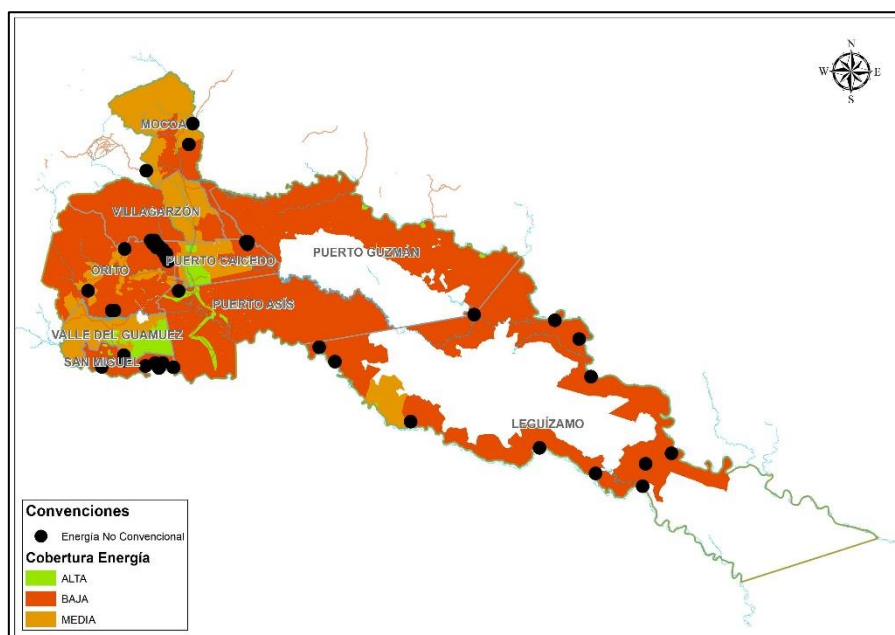 N
W E
S
MOCOA
VILLAGARZÓN
PUERTO GUZMÁN
PUERTO CAICEDO
ORITO
PUERTO ASÍS
VALLE DEL GUAMUEZ
SAN MIGUEL
LEGUÍZAMO
Convenciones
Energía No Convencional
Cobertura Energía
ALTA
BAJA
MEDIA